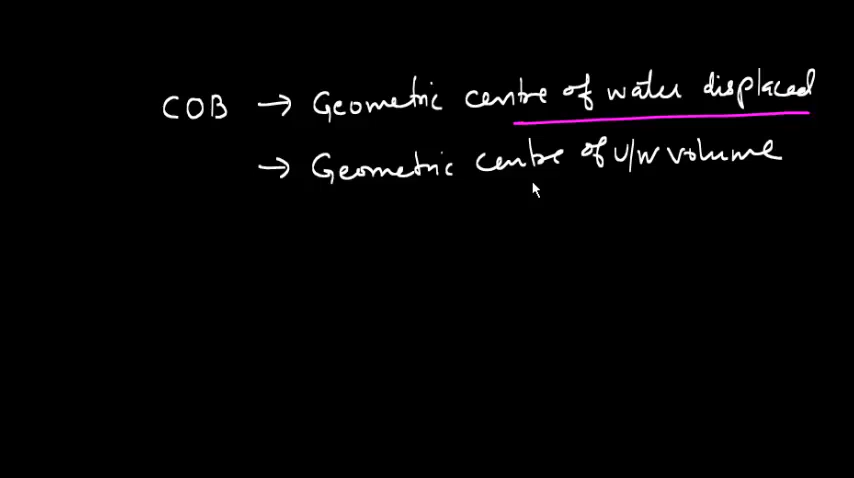 COB → Geometric centre of water displaced
→ Geometric centre of U/W volume